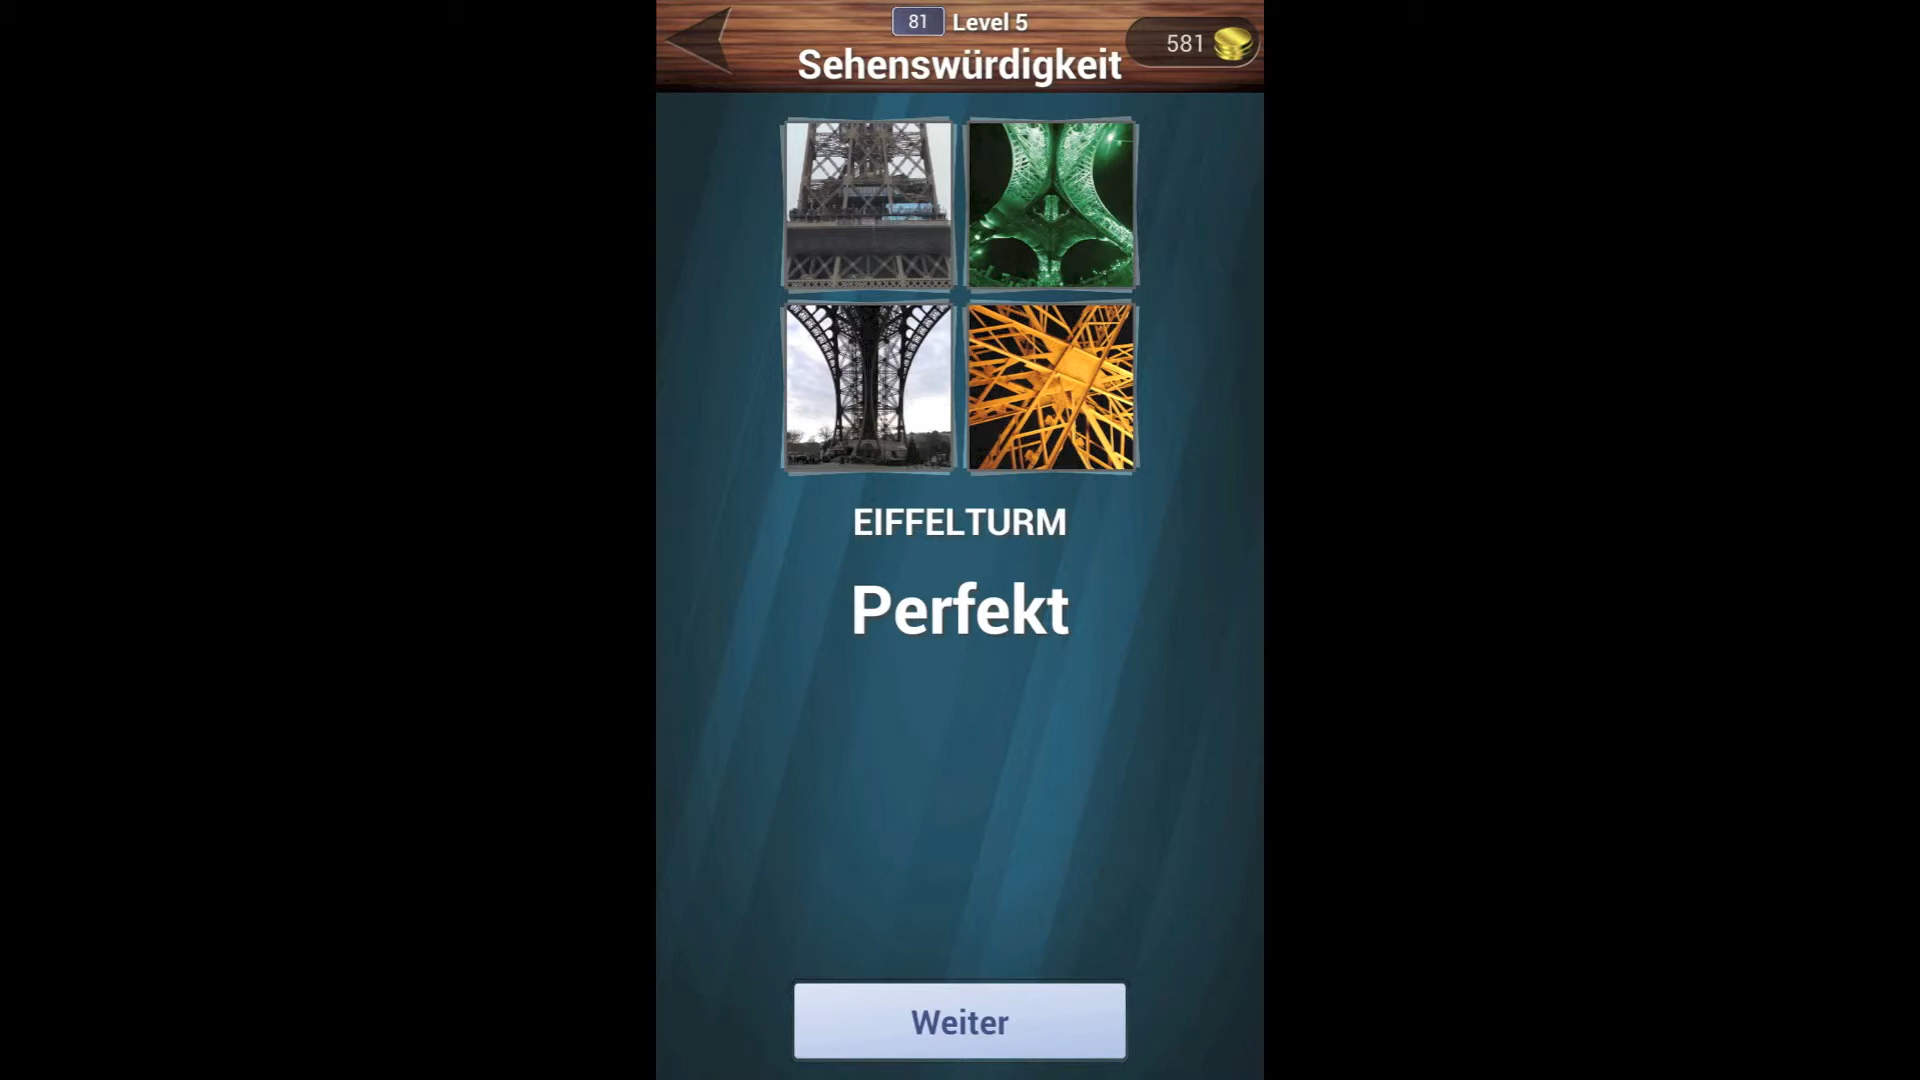 81 Level 5
581
Sehenswürdigkeit
EIFFELTURM
Perfekt
Weiter